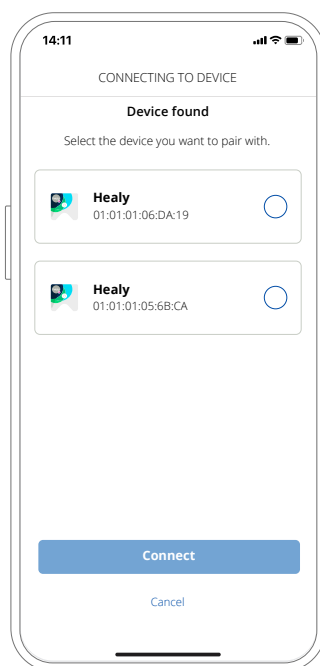 14:11
CONNECTING TO DEVICE
Device found
Select the device you want to pair with.
Healy
01:01:01:06:DA:19
Healy
01:01:01:05:6B:CA
Connect
Cancel